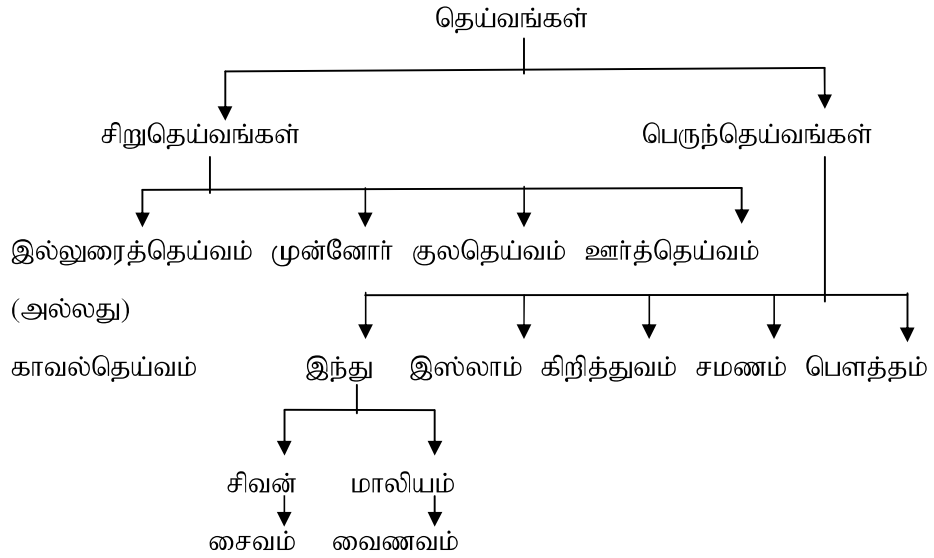 தெய்வங்கள்
சிறுதெய்வங்கள் பெருந்தெய்வங்கள்
இல்லுரைத்தெய்வம் முன்னோர் குலதெய்வம் ஊர்த்தெய்வம்
(அல்லது)
காவல்தெய்வம் இந்து இஸ்லாம் கிறித்துவம் சமணம் பௌத்தம்
சிவன் மாலியம்
சைவம் வைணவம்